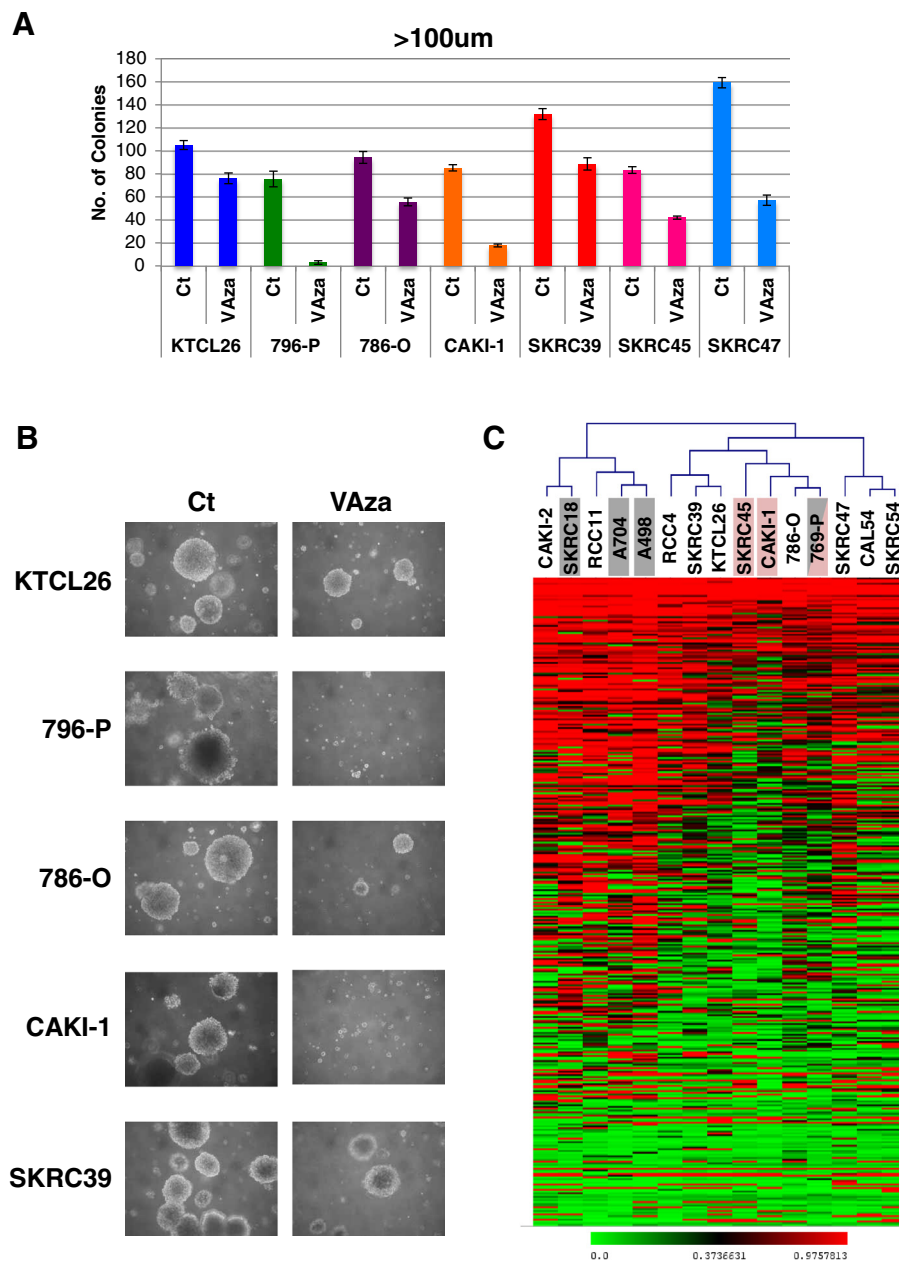 A
>100um
No. of Colonies
180
160
140
120
100
80
60
40
20
0
Ct VAza Ct VAza Ct VAza Ct VAza Ct VAza Ct VAza Ct VAza
KTCL26 796-P 786-O CAKI-1 SKRC39 SKRC45 SKRC47
B
Ct VAza
KTCL26
796-P
786-O
CAKI-1
SKRC39
C
CAKI-2 SKRC18 RCC11 A704 A498 RCC4 SKRC39 KTCL26 SKRC45 CAKI-1 786-O 769-P SKRC47 CAL54 SKRC54
0.0 0.3736631 0.9757813